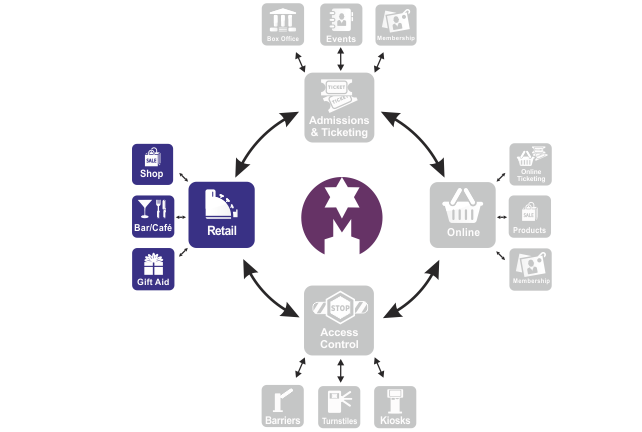 Box Office
Events
Membership
TICKET
TICKET
Admissions
& Ticketing
SALE
Shop
Bar/Café
Gift Aid
Retail
Online
Online
Ticketing
SALE
Products
Membership
STOP
Access
Control
Barriers
Turnstiles
Kiosks